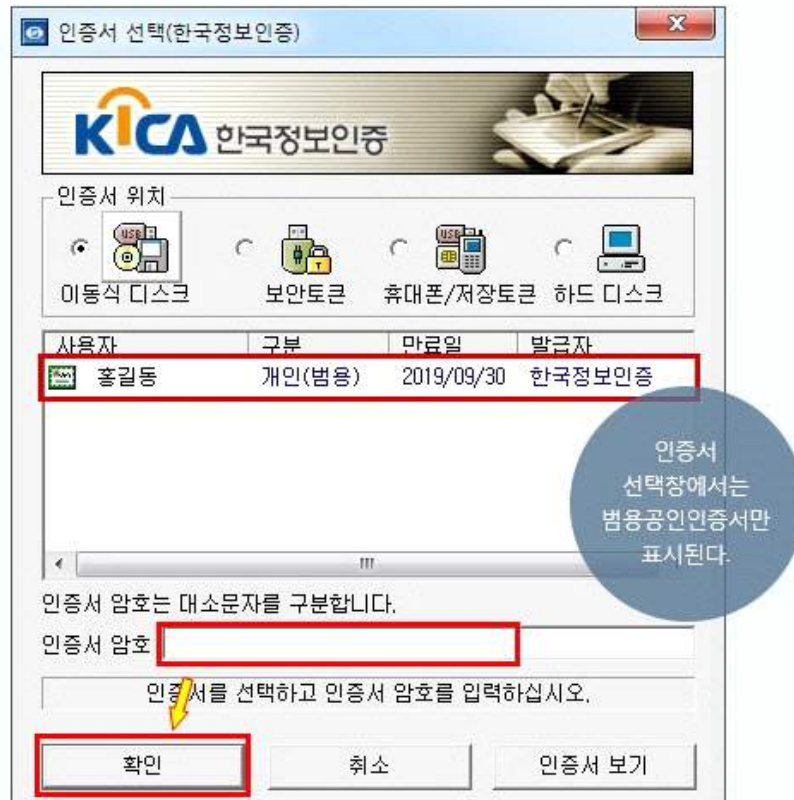 인증서 선택(한국정보인증)
KICA 한국정보인증
인증서 위치
이동식 디스크 보안토큰 휴대폰/저장토큰 하드 디스크
사용자 구분 만료일 발급자
홍길동 개인(범용) 2019/09/30 한국정보인증
인증서
선택창에서는
범용공인인증서만
표시된다.
인증서 암호는 대소문자를 구분합니다.
인증서 암호
인증서를 선택하고 인증서 암호를 입력하십시오.
확인 취소 인증서 보기